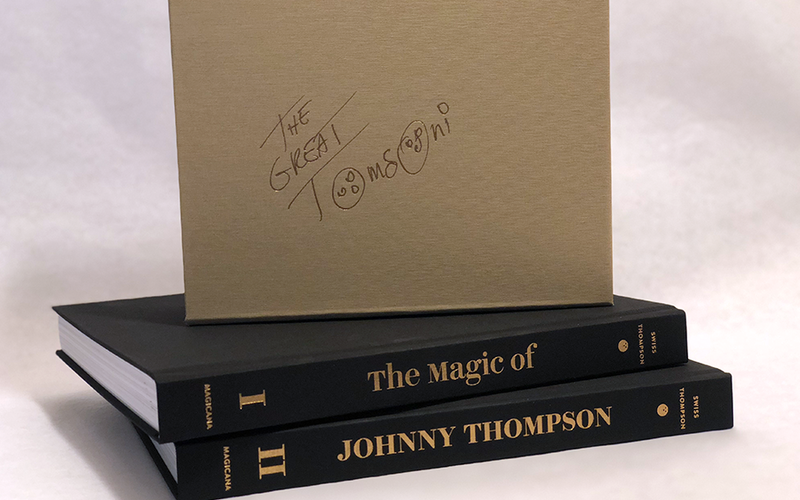 THE
GREAT
Tomsoni
MAGICANA
I
The Magic of
SWISS
THOMPSON
MAGICANA
II
JOHNNY THOMPSON
SWISS
THOMPSON